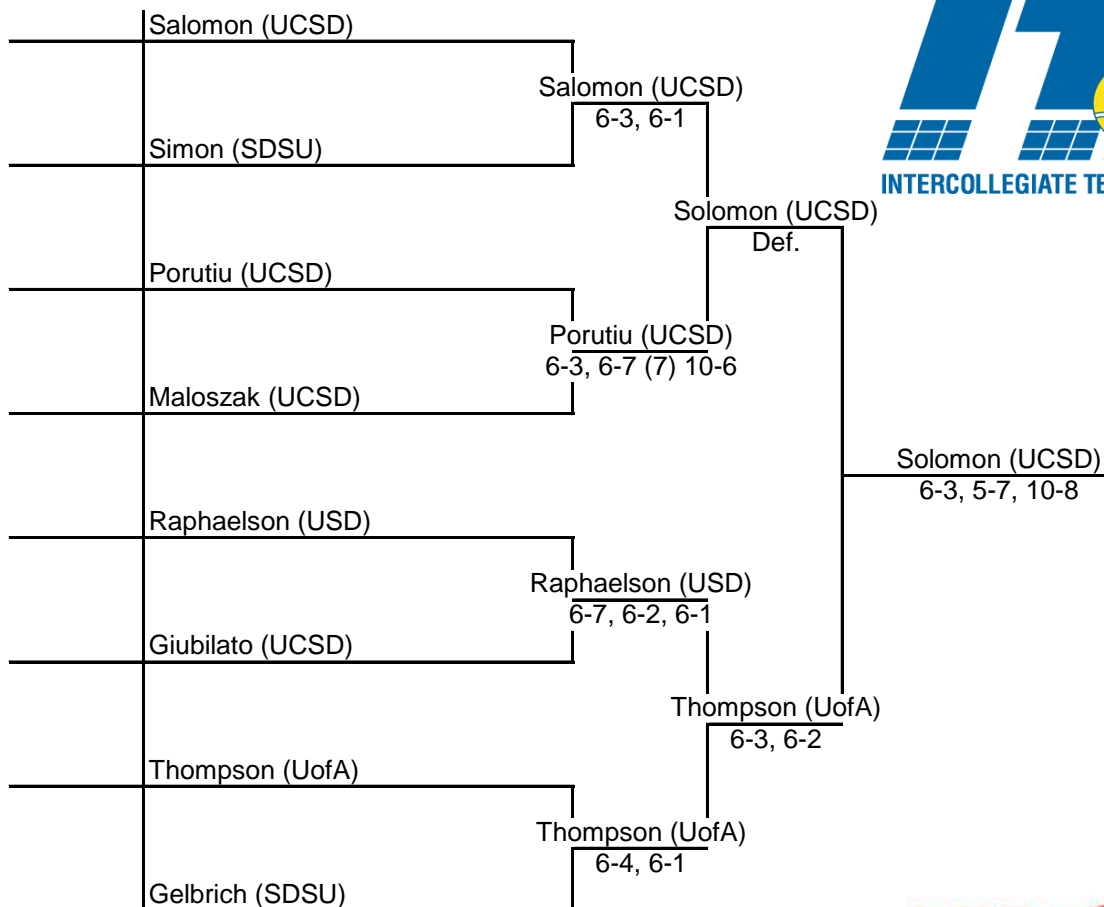 Salomon (UCSD)
Salomon (UCSD)
6-3, 6-1
Simon (SDSU)
INTERCOLLEGIATE TE
Solomon (UCSD)
Def.
Porutiu (UCSD)
Porutiu (UCSD)
6-3, 6-7 (7) 10-6
Maloszak (UCSD)
Solomon (UCSD)
6-3, 5-7, 10-8
Raphaelson (USD)
Raphaelson (USD)
6-7, 6-2, 6-1
Giubilato (UCSD)
Thompson (UofA)
6-3, 6-2
Thompson (UofA)
Thompson (UofA)
6-4, 6-1
Gelbrich (SDSU)